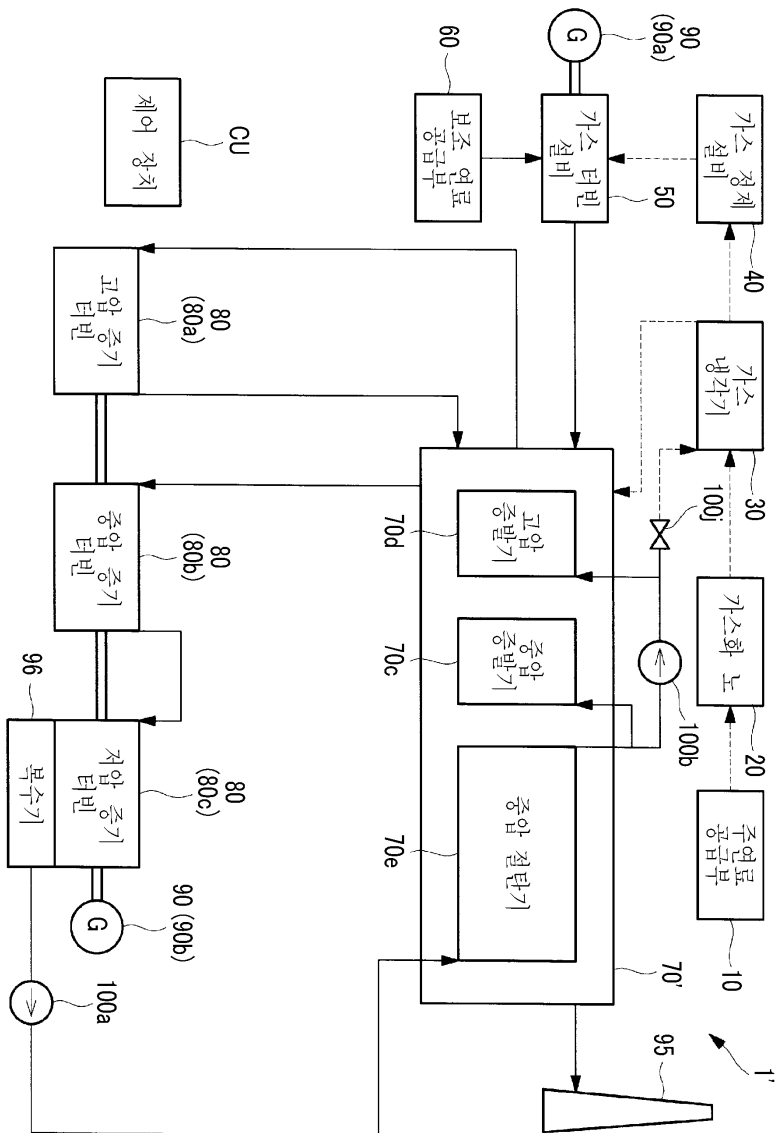 1'
40
가스 정제
설비
30
가스
냉각기
20
가스화 노
10
주연료
공급부
90
(90a)
G
50
가스 터빈
설비
60
보조 연료
공급부
100j
100b
95
70'
70d
고압
증발기
70c
중압
증발기
70e
중압 절탄기
CU
제어 장치
80
(80a)
고압 증기
터빈
80
(80b)
중압 증기
터빈
80
(80c)
저압 증기
터빈
96
복수기
90 (90b)
G
100a